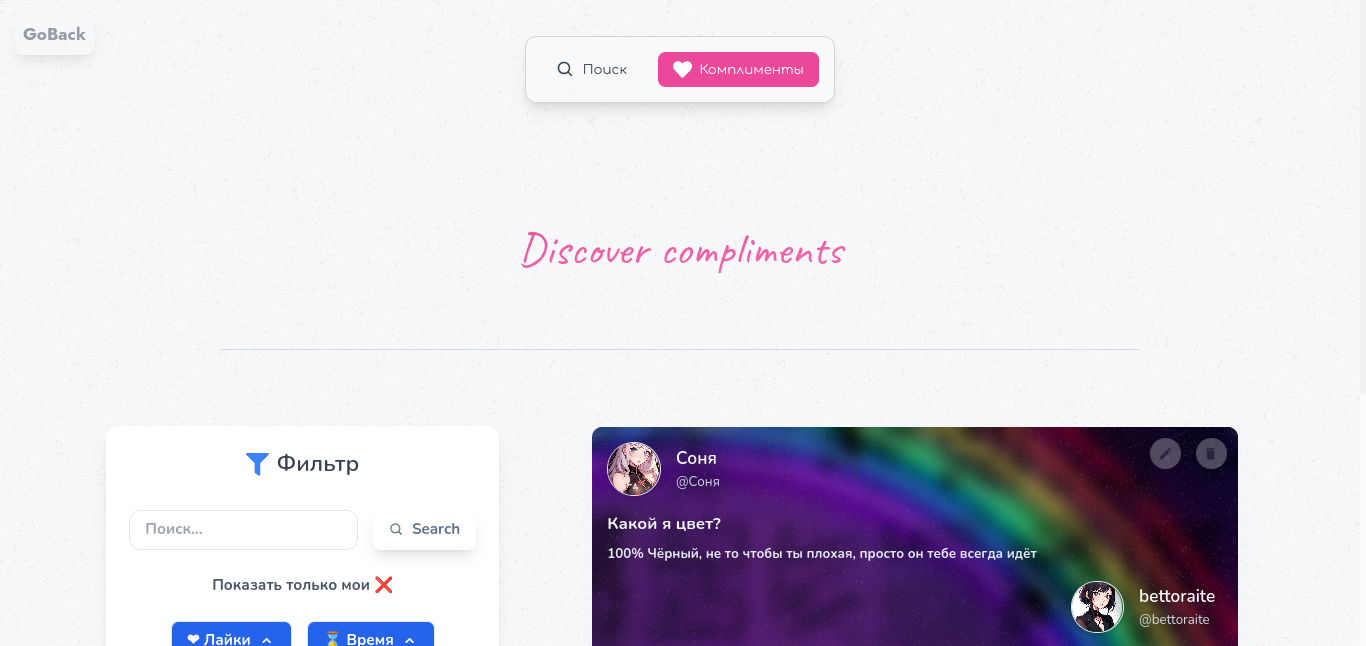 GoBack
Поиск
Комплименты
Discover compliments
Фильтр
Поиск...
Search
Показать только мои ❌
❤ Лайки
⌛ Время
Соня
@Соня
Какой я цвет?
100% Чёрный, не то чтобы ты плохая, просто он тебе всегда идёт
bettoraite
@bettoraite